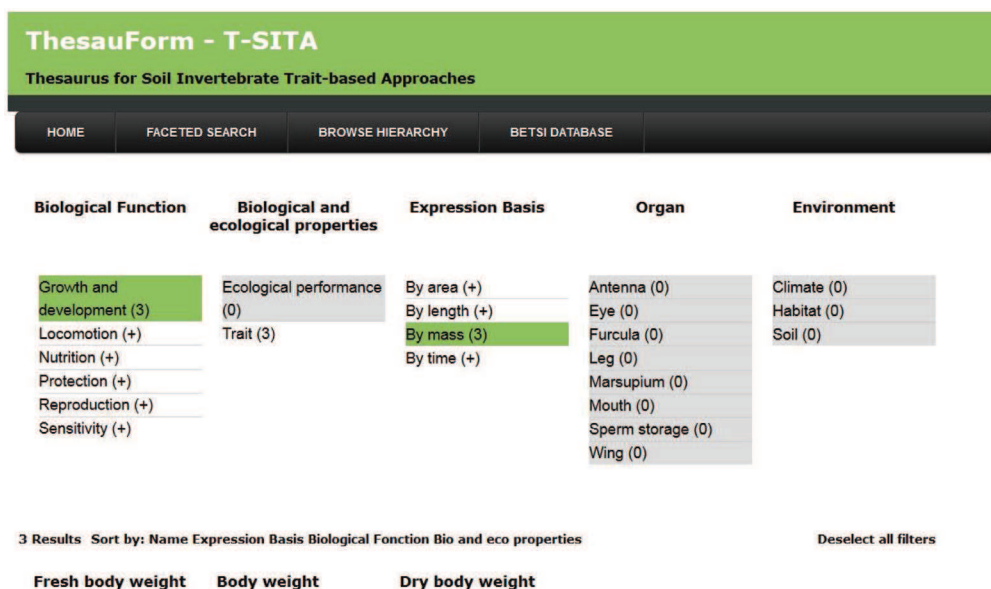 ThesauForm - T-SITA
Thesaurus for Soil Invertebrate Trait-based Approaches
HOME FACETED SEARCH BROWSE HIERARCHY BETSI DATABASE
Biological Function
Growth and
development (3)
Locomotion (+)
Nutrition (+)
Protection (+)
Reproduction (+)
Sensitivity (+)
Biological and
ecological properties
Ecological performance
(0)
Trait (3)
Expression Basis
By area (+)
By length (+)
By mass (3)
By time (+)
Organ
Antenna (0)
Eye (0)
Furcula (0)
Leg (0)
Marsupium (0)
Mouth (0)
Sperm storage (0)
Wing (0)
Environment
Climate (0)
Habitat (0)
Soil (0)
3 Results Sort by: Name Expression Basis Biological Fonction Bio and eco properties Deselect all filters
Fresh body weight Body weight Dry body weight